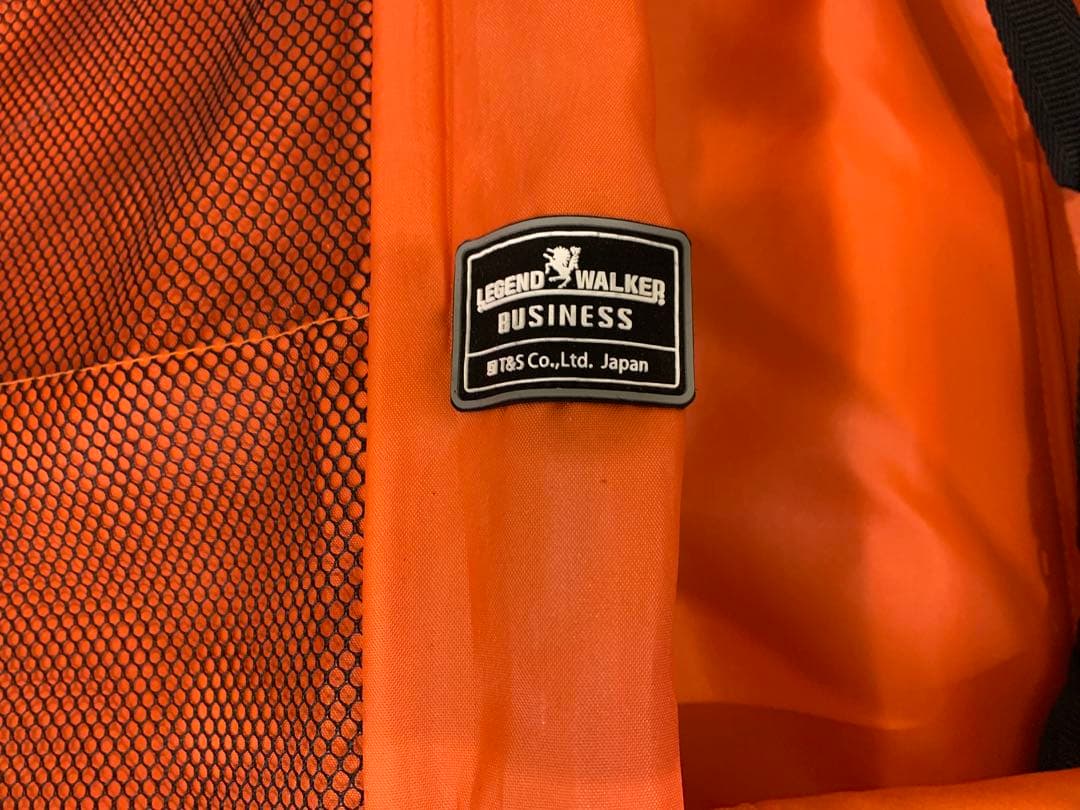 LEGEND WALKER
BUSINESS
T&S Co.,Ltd. Japan